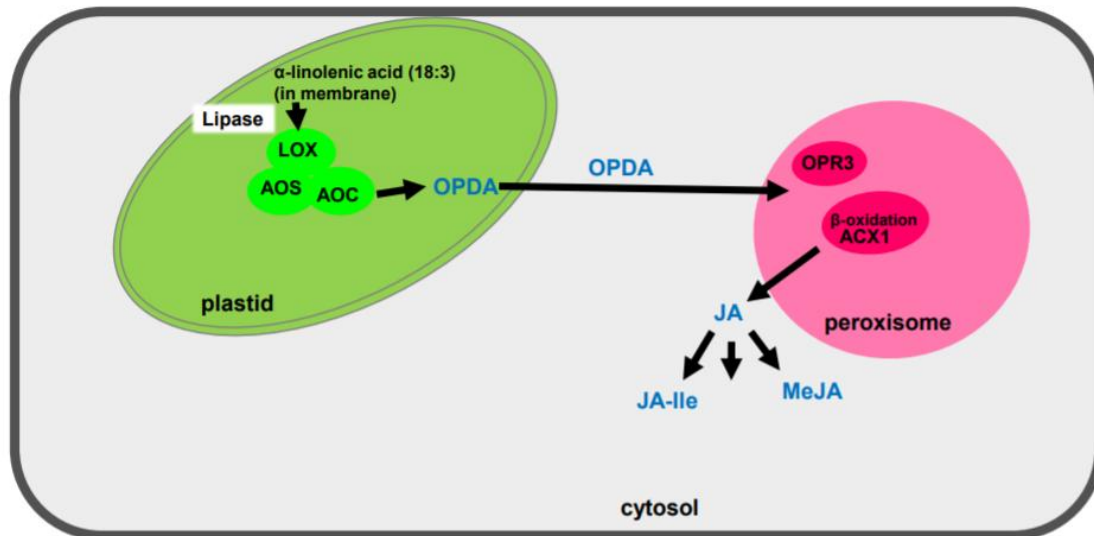 α-linolenic acid (18:3)
(in membrane)
Lipase
LOX
AOS
AOC
OPDA
plastid
OPDA
OPR3
β-oxidation
ACX1
peroxisome
JA
JA-Ile
MeJA
cytosol